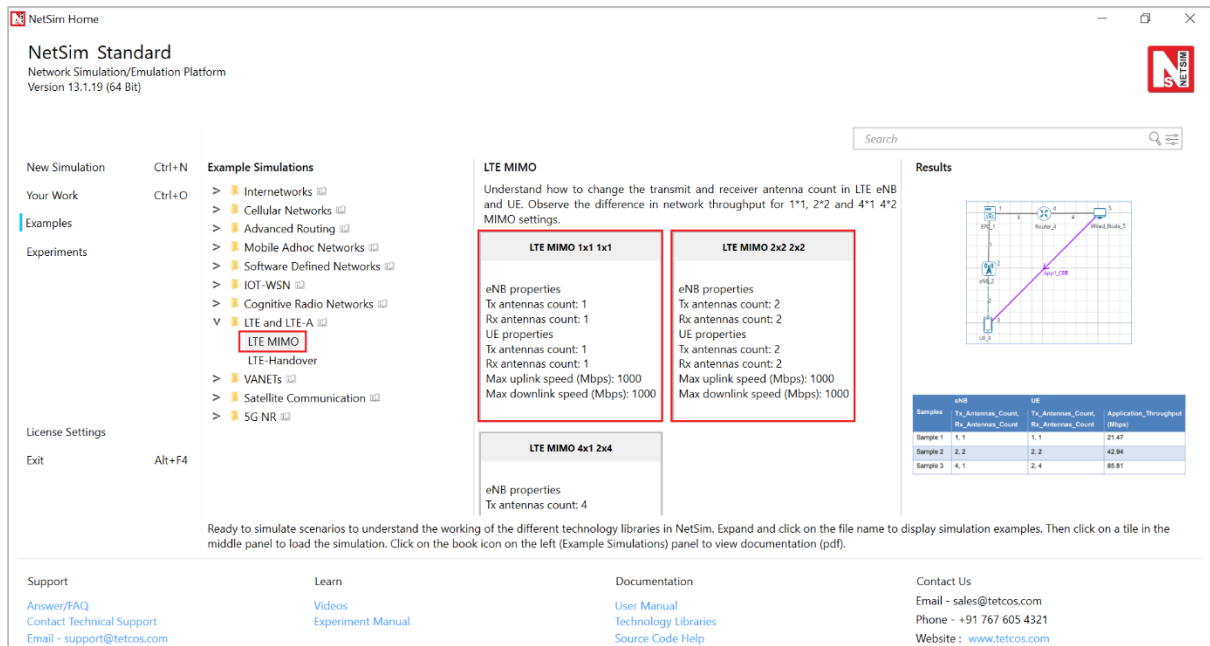 NetSim Home
NetSim Standard
Network Simulation/Emulation Platform
Version 13.1.19 (64 Bit)
NETSIM
Search
New Simulation Ctrl+N
Your Work Ctrl+O
Examples
Experiments
License Settings
Exit Alt+F4
Example Simulations
> Internetworks
> Cellular Networks
> Advanced Routing
> Mobile Adhoc Networks
> Software Defined Networks
> IOT-WSN
> Cognitive Radio Networks
V LTE and LTE-A
LTE MIMO
LTE-Handover
> VANETs
> Satellite Communication
> 5G NR
LTE MIMO
Understand how to change the transmit and receiver antenna count in LTE eNB
and UE. Observe the difference in network throughput for 1*1, 2*2 and 4*1 4*2
MIMO settings.
LTE MIMO 1x1 1x1
eNB properties
Tx antennas count: 1
Rx antennas count: 1
UE properties
Tx antennas count: 1
Rx antennas count: 1
Max uplink speed (Mbps): 1000
Max downlink speed (Mbps): 1000
LTE MIMO 2x2 2x2
eNB properties
Tx antennas count: 2
Rx antennas count: 2
UE properties
Tx antennas count: 2
Rx antennas count: 2
Max uplink speed (Mbps): 1000
Max downlink speed (Mbps): 1000
LTE MIMO 4x1 2x4
eNB properties
Tx antennas count: 4
Results
EPC_1
Router_4
Wired_Node_5
App1_CBR
eNB UE
Samples Tx_Antennas_Count, Tx_Antennas_Count, Application_Throughput
Rx_Antennas_Count Rx_Antennas_Count (Mbps)
Sample 1 1, 1 1, 1 21.47
Sample 2 2, 2 2, 2 42.94
Sample 3 4, 1 2, 4 85.81
Ready to simulate scenarios to understand the working of the different technology libraries in NetSim. Expand and click on the file name to display simulation examples. Then click on a tile in the
middle panel to load the simulation. Click on the book icon on the left (Example Simulations) panel to view documentation (pdf).
Support
Answer/FAQ
Contact Technical Support
Email - support@tetcos.com
Learn
Videos
Experiment Manual
Documentation
User Manual
Technology Libraries
Source Code Help
Contact Us
Email - sales@tetcos.com
Phone - +91 767 605 4321
Website : www.tetcos.com